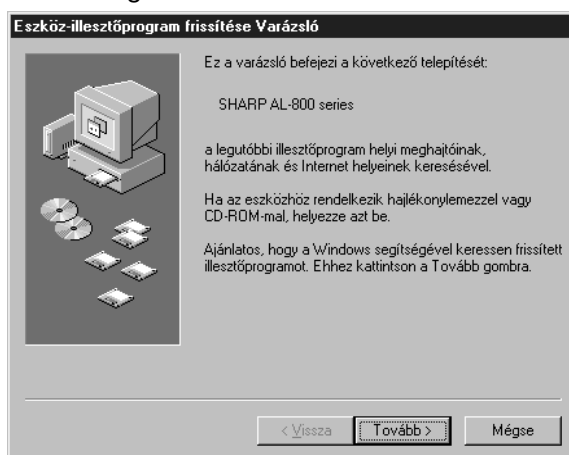 Eszköz-illesztőprogram frissítése Varázsló
Ez a varázsló befejezi a következő telepítését:
SHARP AL-800 series
a legutóbbi illesztőprogram helyi meghajtóinak,
hálózatának és Internet helyeinek keresésével.
Ha az eszközhöz rendelkezik hajlékonylemezzel vagy
CD-ROM-mal, helyezze azt be.
Ajánlatos, hogy a Windows segítségével keressen frissített
illesztőprogramot. Ehhez kattintson a Tovább gombra.
< Vissza
Tovább >
Mégse